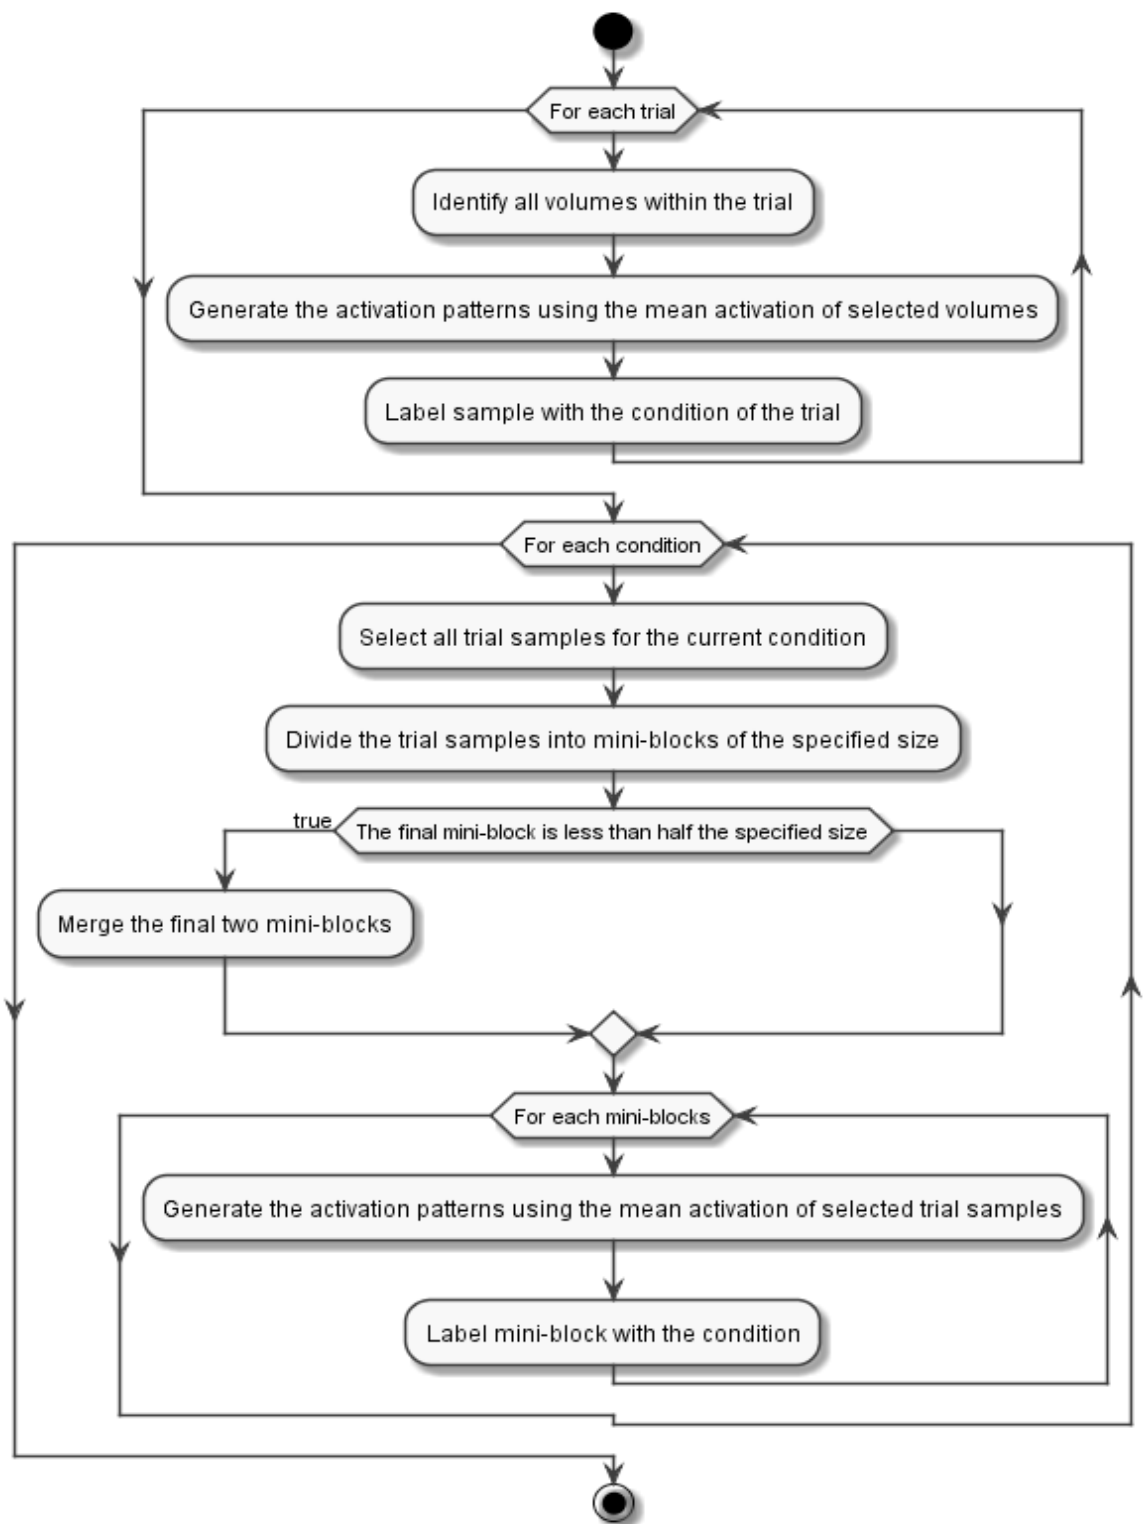 For each trial
Identify all volumes within the trial
Generate the activation patterns using the mean activation of selected volumes
Label sample with the condition of the trial
For each condition
Select all trial samples for the current condition
Divide the trial samples into mini-blocks of the specified size
true
The final mini-block is less than half the specified size
Merge the final two mini-blocks
For each mini-blocks
Generate the activation patterns using the mean activation of selected trial samples
Label mini-block with the condition